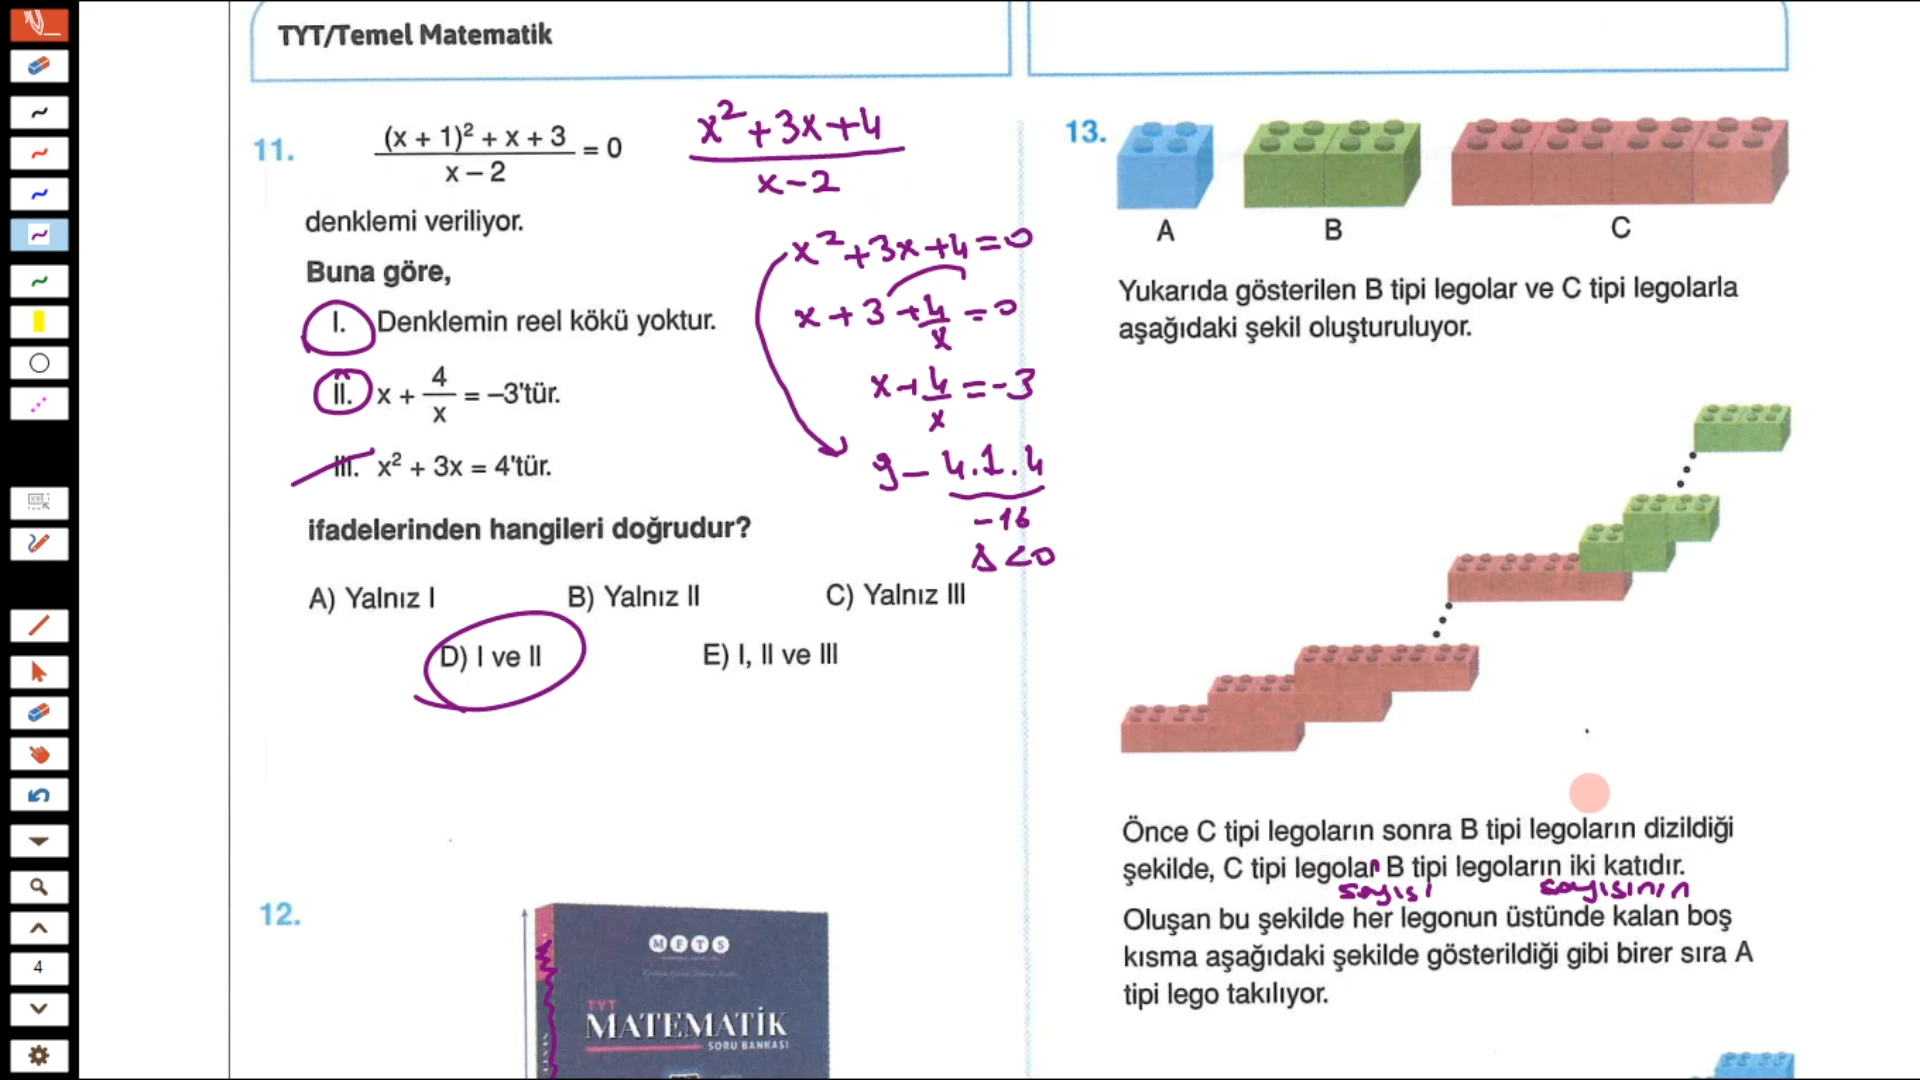 TYT/Temel Matematik
11.
(x + 1)² + x + 3
x – 2
= 0
x²+3x+4
x-2
denklemi veriliyor.
Buna göre,
I. Denklemin reel kökü yoktur.
II. x + 4/x = –3'tür.
III. x² + 3x = 4'tür.
ifadelerinden hangileri doğrudur?
A) Yalnız I
B) Yalnız II
C) Yalnız III
D) I ve II
E) I, II ve III
x²+3x+4=0
x+3+4/x=0
x+4/x=-3
9-4.1.4
-16
Δ<0
12.
METS
TYT
MATEMATİK
SORU BANKASI
13.
A
B
C
Yukarıda gösterilen B tipi legolar ve C tipi legolarla
aşağıdaki şekil oluşturuluyor.
Önce C tipi legoların sonra B tipi legoların dizildiği
şekilde, C tipi legolar B tipi legoların iki katıdır.
sayısı sayısının
Oluşan bu şekilde her legonun üstünde kalan boş
kısma aşağıdaki şekilde gösterildiği gibi birer sıra A
tipi lego takılıyor.
4